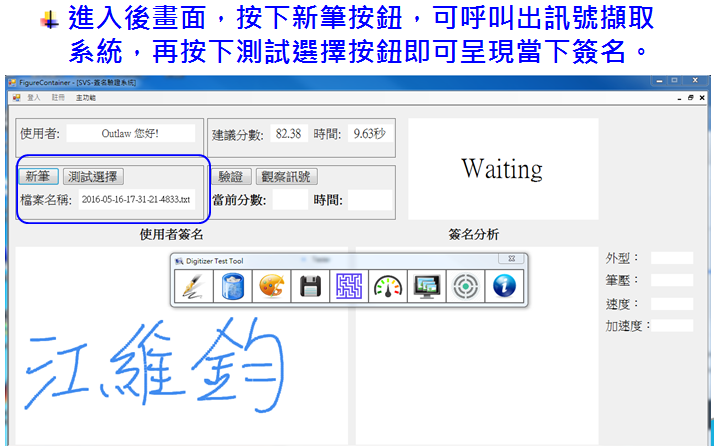 進入後畫面，按下新筆按鈕，可呼叫出訊號擷取
系統，再按下測試選擇按鈕即可呈現當下簽名。
FigureContainer - [SVS-簽名驗證系統]
登入 註冊 主功能
使用者: Outlaw 您好!
建議分數: 82.38 時間: 9.63秒
新筆 測試選擇
檔案名稱: 2016-05-16-17-31-21-4833.txt
驗證 觀察訊號
當前分數: 時間:
Waiting
使用者簽名
簽名分析
Digitizer Test Tool
外型：
筆壓：
速度：
加速度：
江維鈞